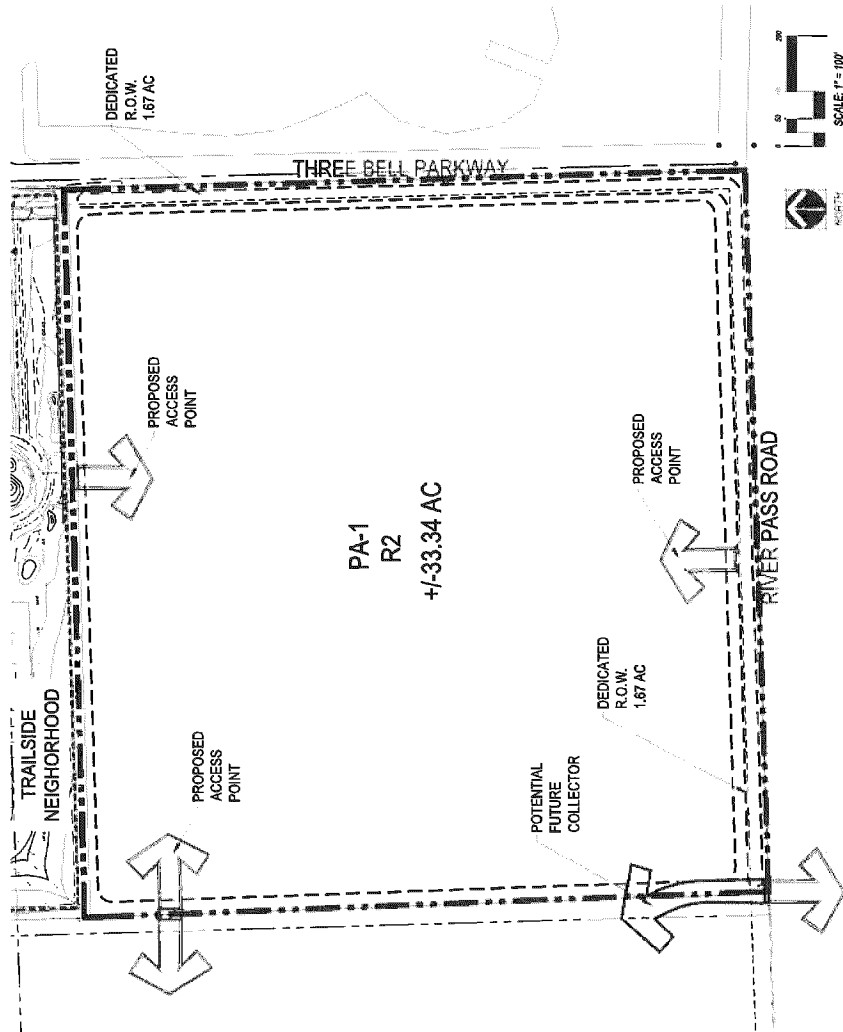 DEDICATED
R.O.W.
1.67 AC
THREE BELL PARKWAY
TRAILSIDE
NEIGHORHOOD
PROPOSED
ACCESS
POINT
PROPOSED
ACCESS
POINT
PA-1
R2
+/-33.34 AC
PROPOSED
ACCESS
POINT
RIVER PASS ROAD
DEDICATED
R.O.W.
1.67 AC
POTENTIAL
FUTURE
COLLECTOR
NORTH
0
50
SCALE: 1" = 100'